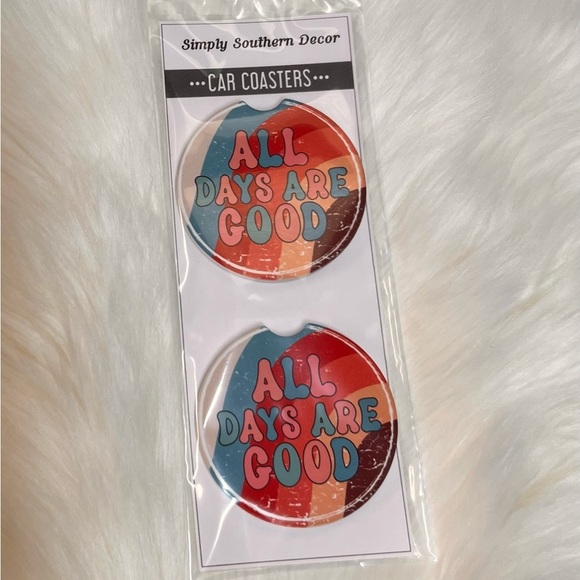 Simply Southern Decor
•••CAR COASTERS•••
ALL
DAYS ARE
GOOD
ALL
DAYS ARE
GOOD